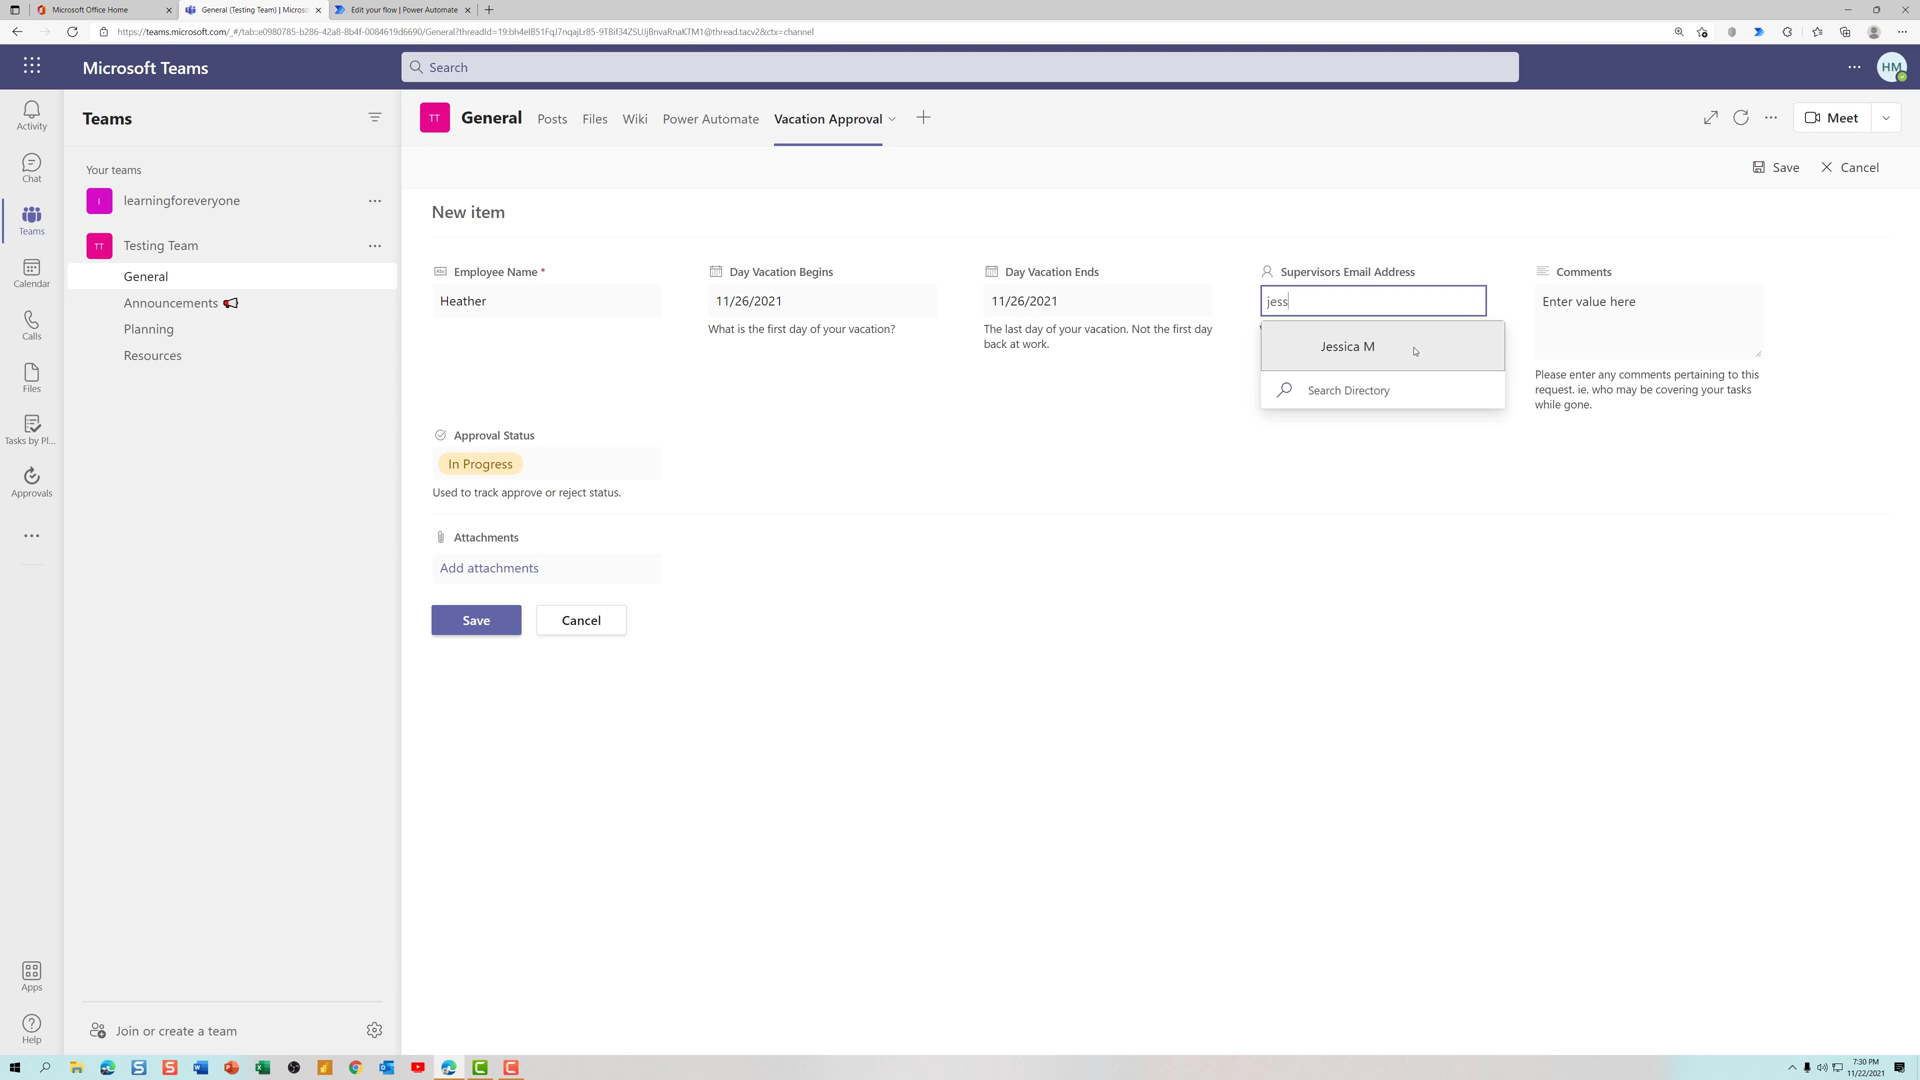 Microsoft Office Home
General (Testing Team) | Microso
Edit your flow | Power Automate
Microsoft Teams
Search
HM
Activity
Chat
Teams
Calendar
Calls
Files
Tasks by Pl...
Approvals
Apps
Help
Teams
Your teams
l learningforeveryone
TT Testing Team
General
Announcements
Planning
Resources
Join or create a team
TT General Posts Files Wiki Power Automate Vacation Approval
Meet
Save Cancel
New item
Employee Name *
Heather
Day Vacation Begins
11/26/2021
What is the first day of your vacation?
Day Vacation Ends
11/26/2021
The last day of your vacation. Not the first day
back at work.
Supervisors Email Address
jess
Jessica M
Search Directory
Comments
Enter value here
Please enter any comments pertaining to this
request. ie. who may be covering your tasks
while gone.
Approval Status
In Progress
Used to track approve or reject status.
Attachments
Add attachments
Save Cancel
7:30 PM
11/22/2021